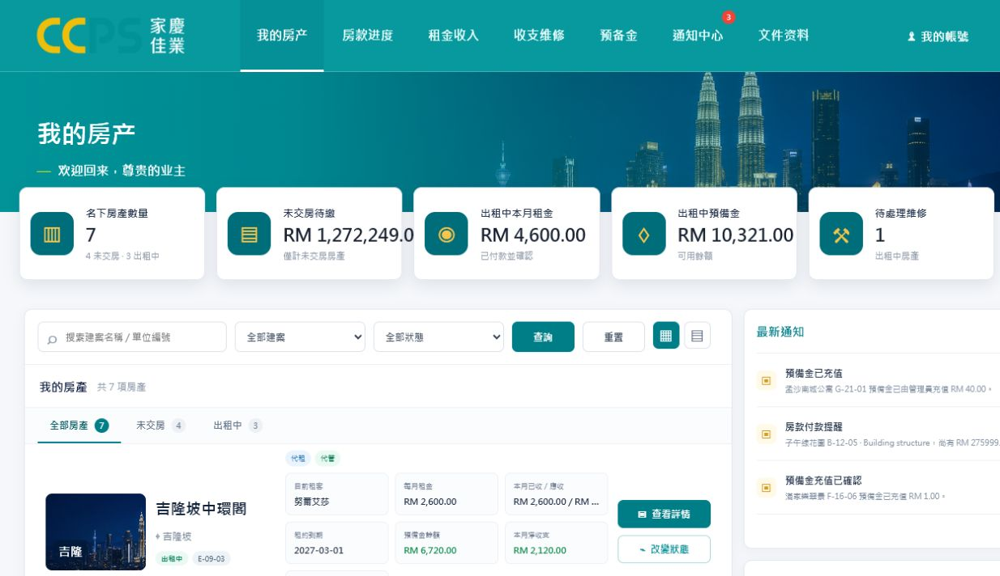 CCPS 家慶佳業
我的房产
房款进度
租金收入
收支维修
预备金
通知中心
3
文件资料
我的帳號
我的房产
— 欢迎回来，尊贵的业主
名下房產數量
7
4 未交房 · 3 出租中
未交房待繳
RM 1,272,249.0
僅計未交房房產
出租中本月租金
RM 4,600.00
已付款並確認
出租中預備金
RM 10,321.00
可用餘額
待處理維修
1
出租中房產
搜索建案名稱 / 單位編號
全部建案
全部狀態
查詢
重置
我的房產 共 7 項房產
全部房產 7
未交房 4
出租中 3
代租 代管
目前租客
努爾艾莎
每月租金
RM 2,600.00
本月已收 / 應收
RM 2,600.00 / RM ...
吉隆
吉隆坡中環閣
吉隆坡
出租中 E-09-03
租約到期
2027-03-01
預備金餘額
RM 6,720.00
本月淨收支
RM 2,120.00
查看詳情
改變狀態
最新通知
預備金已充值
孟沙南城公寓 G-21-01 預備金已由管理員充值 RM 40.00。
房款付款提醒
子午線花園 B-12-05 · Building structure，尚有 RM 275999.
預備金充值已確認
滿家樂翠景 F-16-06 預備金已充值 RM 1.00。